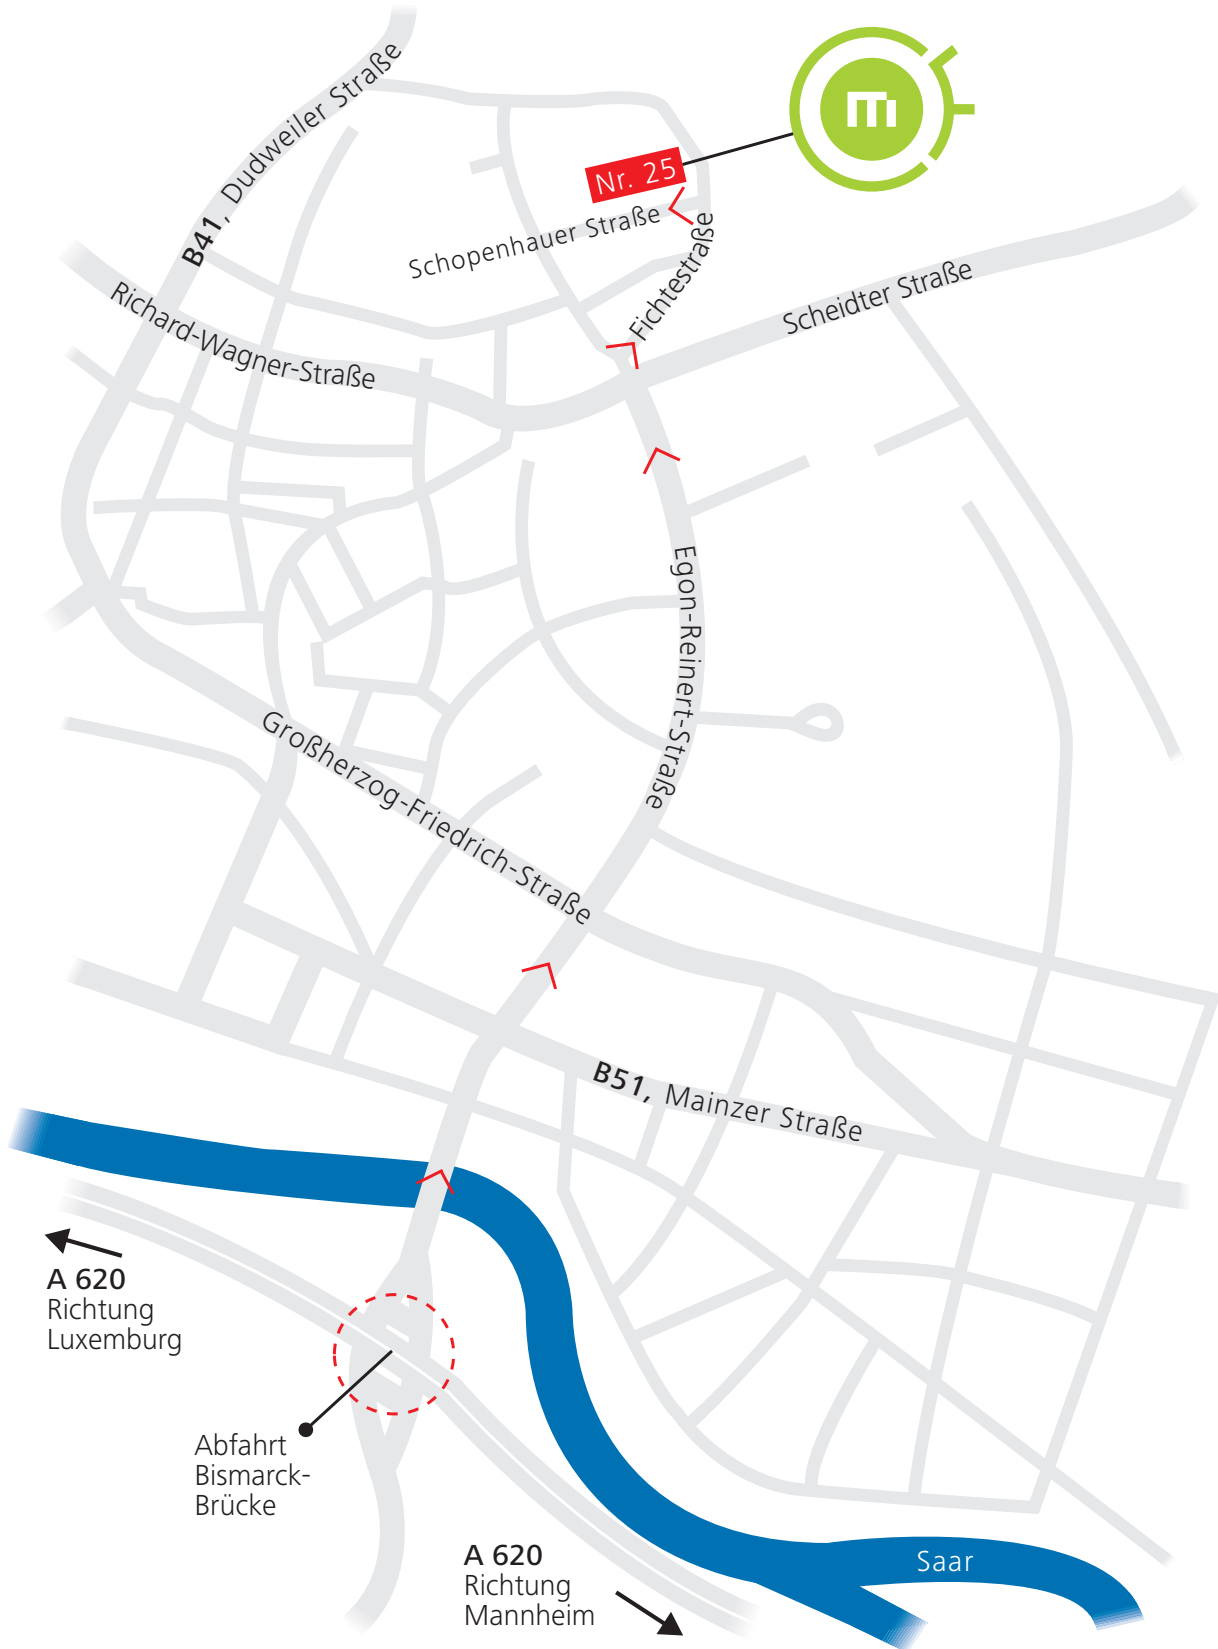 B41, Dudweiler Straße
m
Nr. 25
Schopenhauer Straße
Fichtestraße
Scheidter Straße
Richard-Wagner-Straße
Egon-Reinert-Straße
Großherzog-Friedrich-Straße
B51, Mainzer Straße
A 620
Richtung
Luxemburg
Abfahrt
Bismarck-
Brücke
A 620
Richtung
Mannheim
Saar